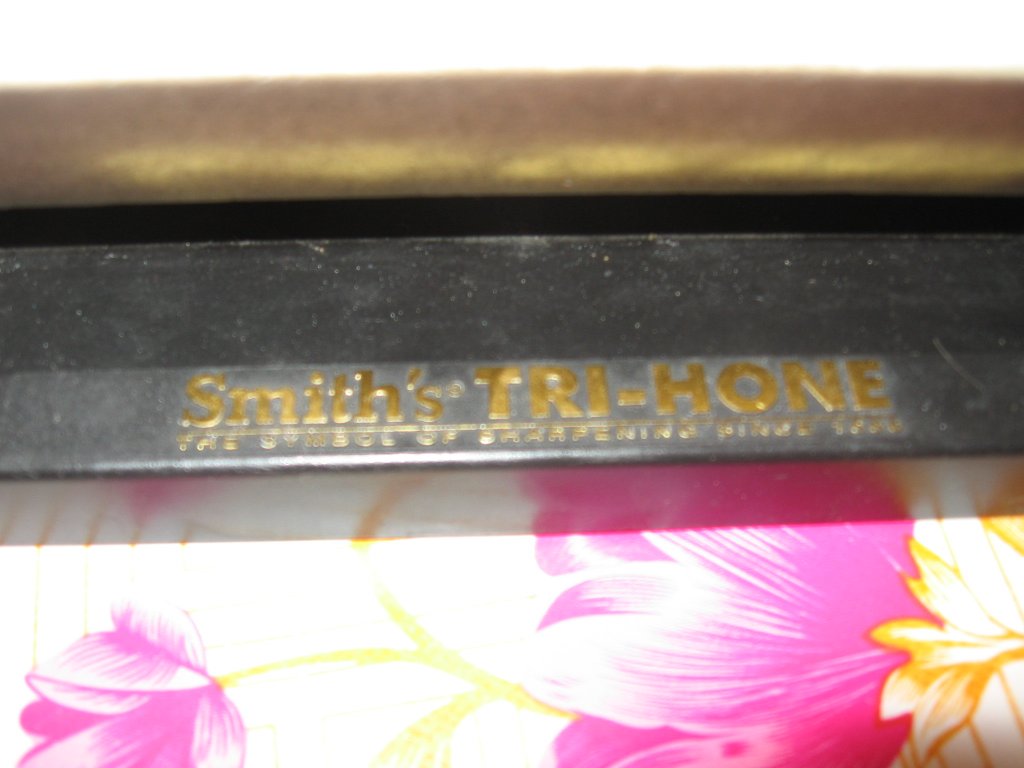 Smith's® TRI-HONE
THE SYMBOL OF SHARPENING SINCE